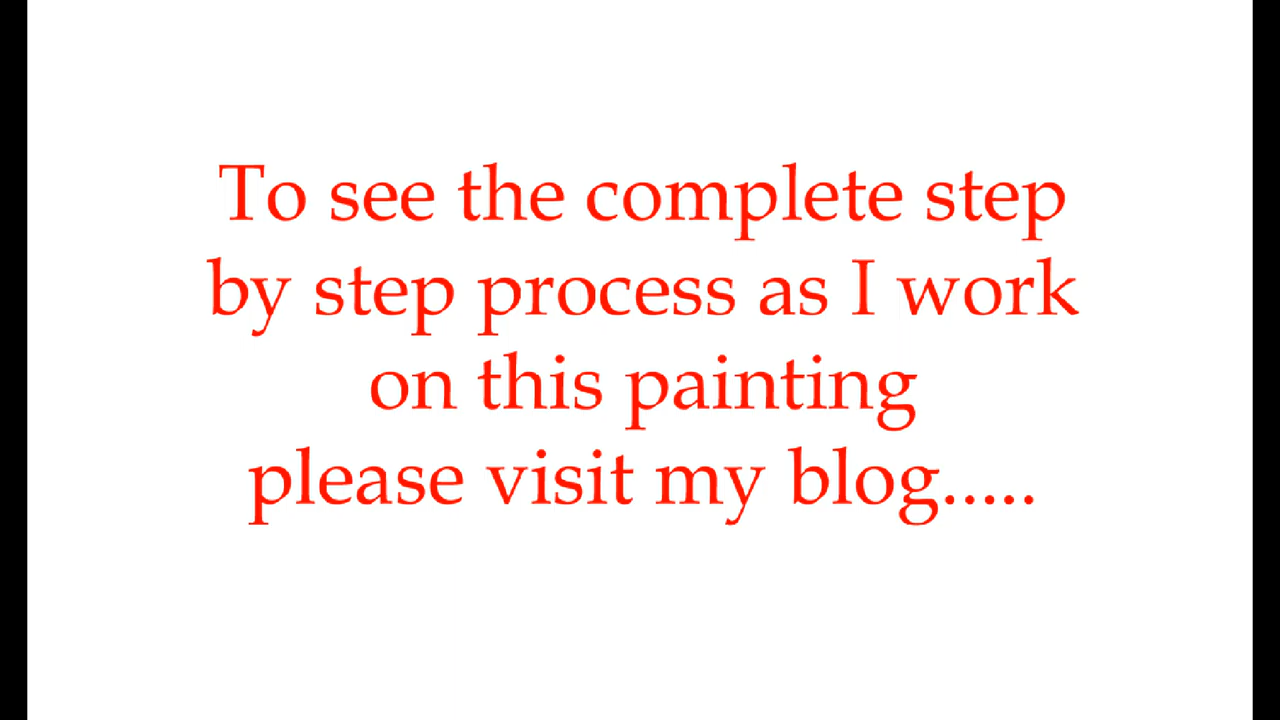 To see the complete step
by step process as I work
on this painting
please visit my blog.....